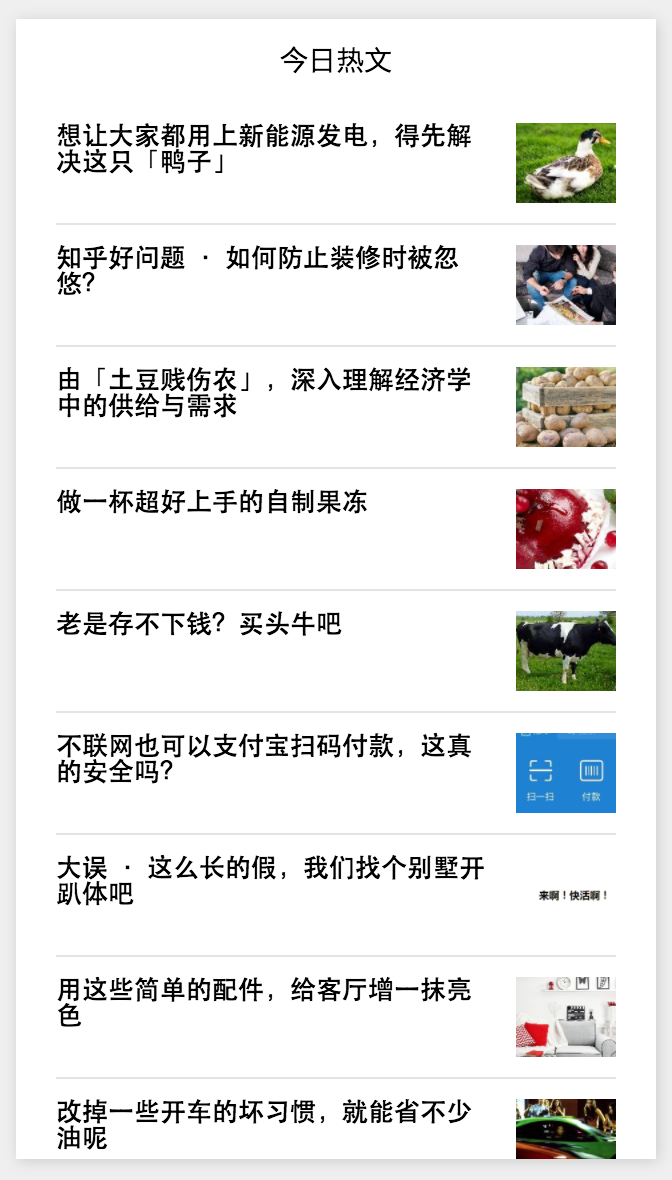 今日热文
想让大家都用上新能源发电，得先解
决这只「鸭子」
知乎好问题 · 如何防止装修时被忽
悠？
由「土豆贱伤农」，深入理解经济学
中的供给与需求
做一杯超好上手的自制果冻
老是存不下钱？买头牛吧
不联网也可以支付宝扫码付款，这真
的安全吗？
扫一扫 付款
大误 · 这么长的假，我们找个别墅开
趴体吧
来啊！快活啊！
用这些简单的配件，给客厅增一抹亮
色
改掉一些开车的坏习惯，就能省不少
油呢